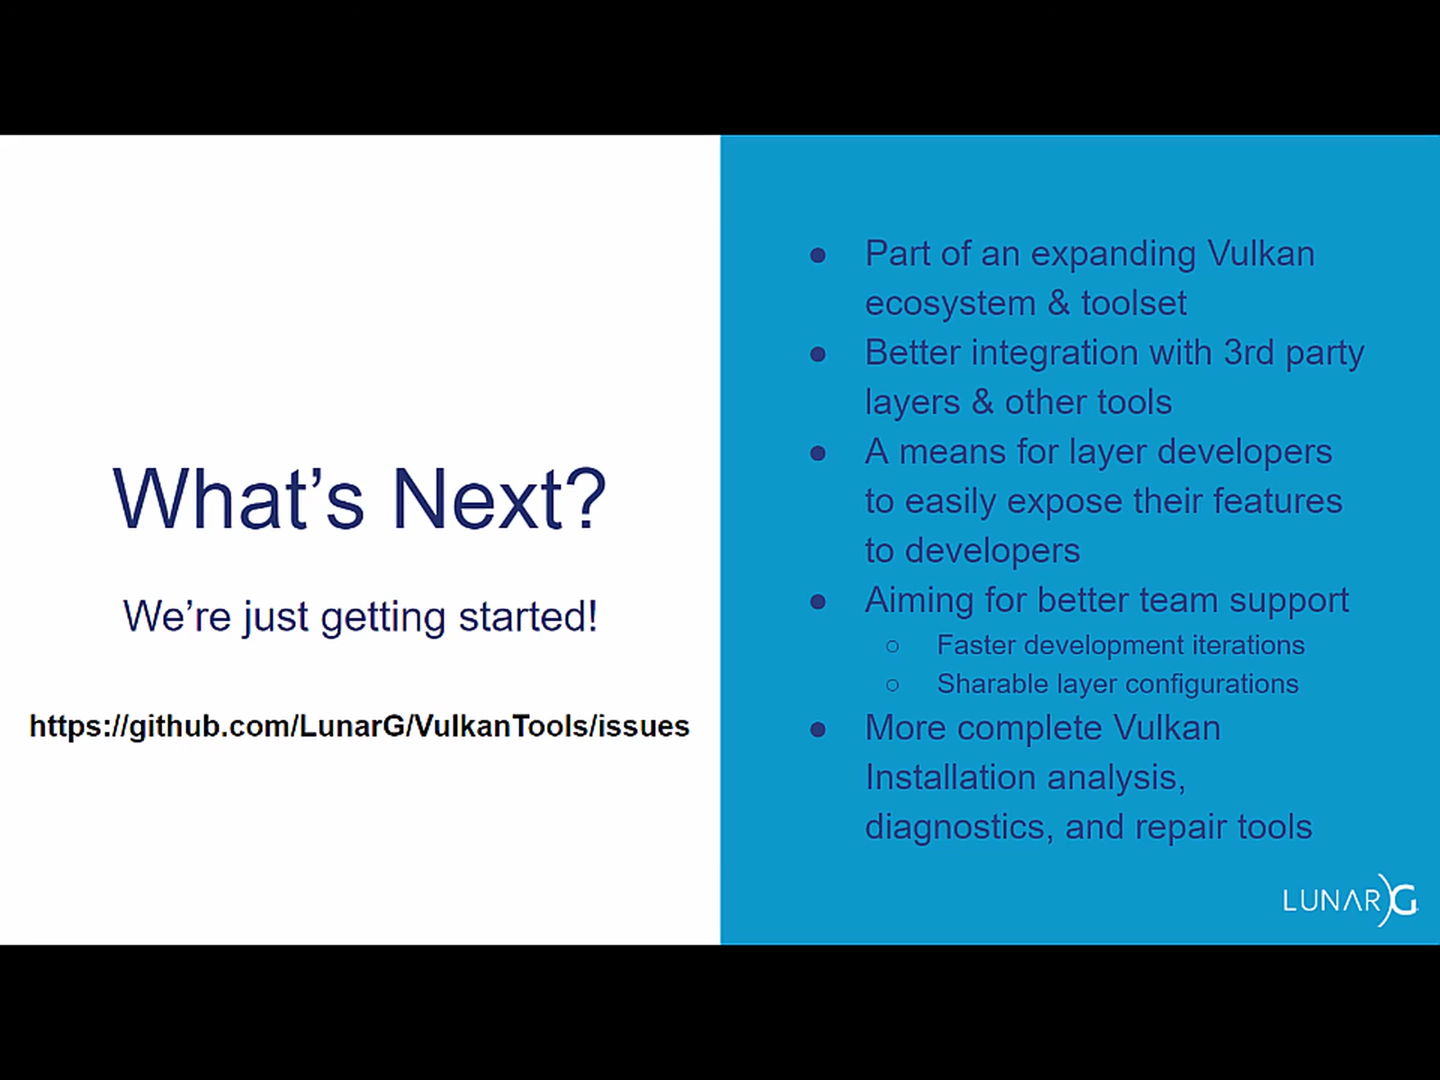 What's Next?
We're just getting started!
https://github.com/LunarG/VulkanTools/issues
● Part of an expanding Vulkan
ecosystem & toolset
● Better integration with 3rd party
layers & other tools
● A means for layer developers
to easily expose their features
to developers
● Aiming for better team support
○ Faster development iterations
○ Sharable layer configurations
● More complete Vulkan
Installation analysis,
diagnostics, and repair tools
LUNAR G